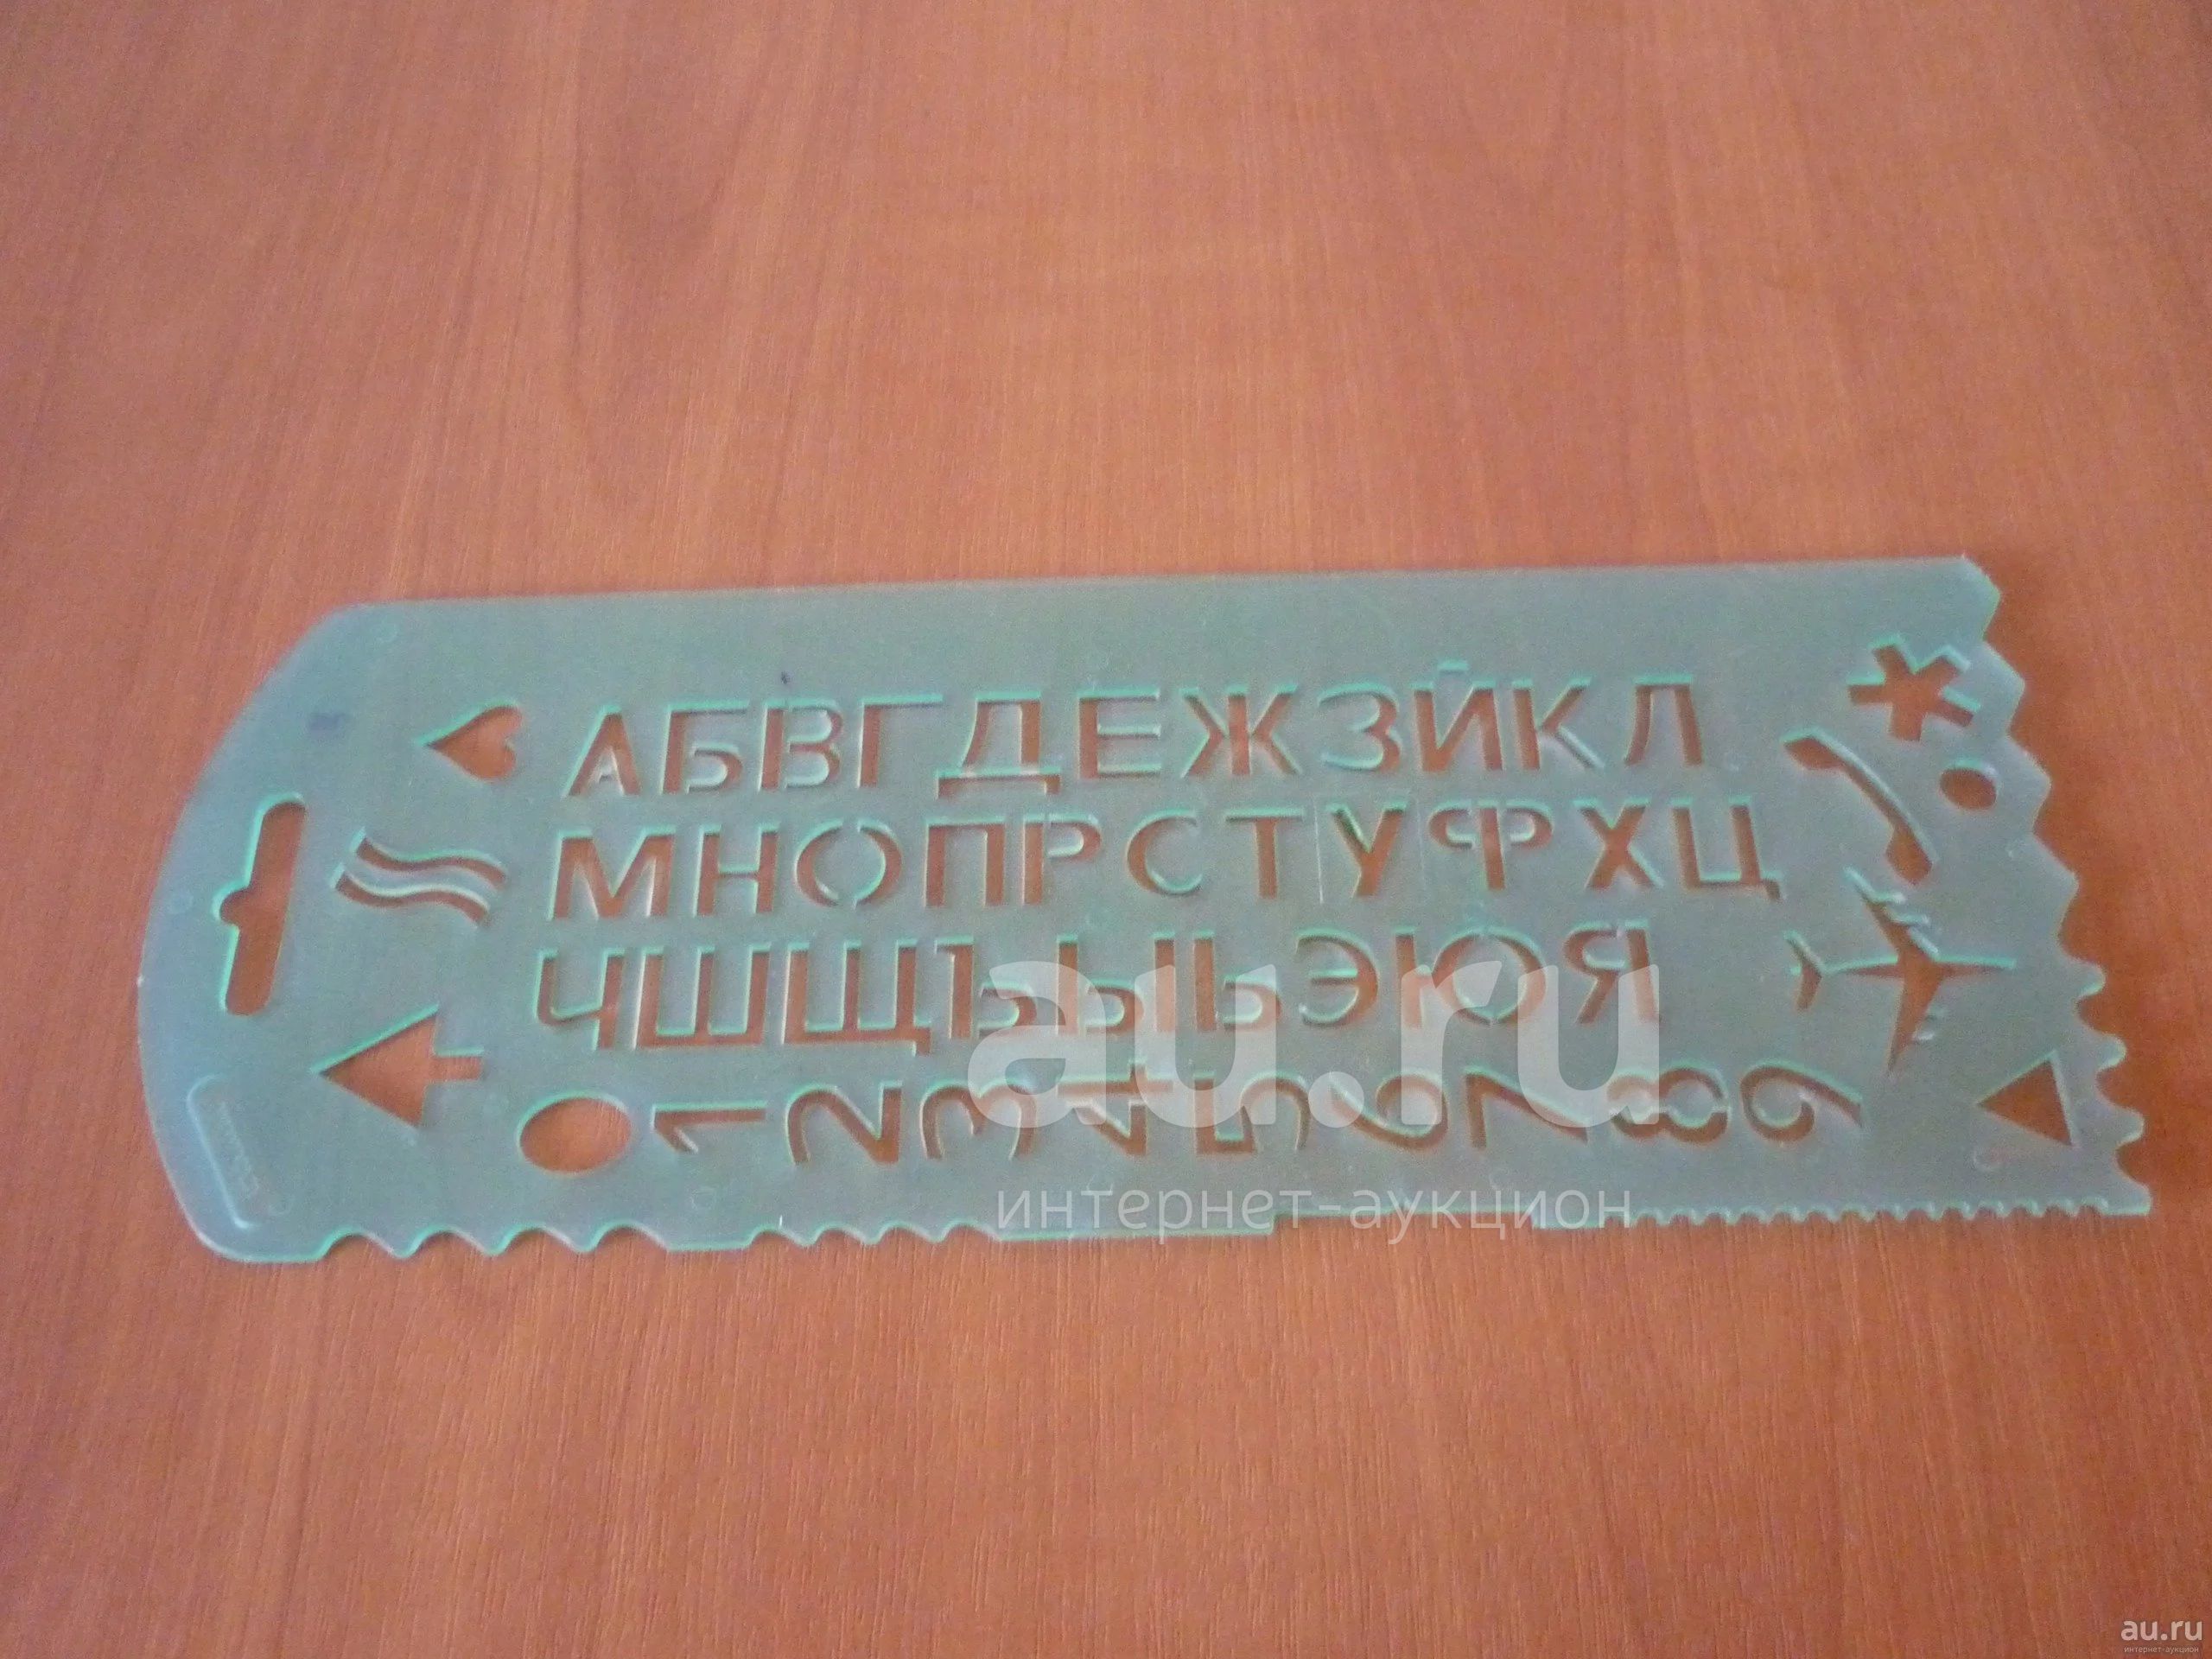 АБВГДЕЖЗЙКЛ
МНОПРСТУФХЦ
ЧШЩЪЫЬЭЮЯ
123456789
au.ru
интернет-аукцион
au.ru
интернет-аукцион